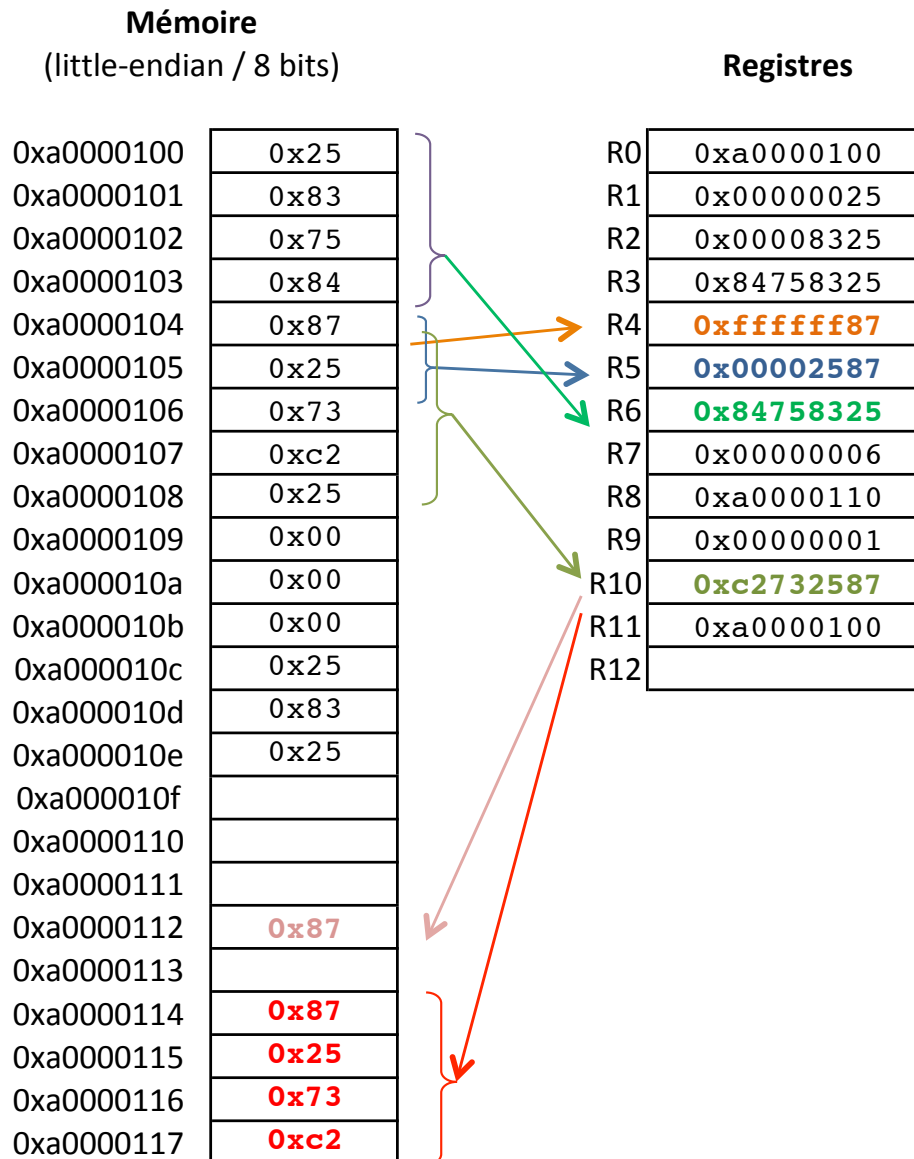 Mémoire
(little-endian / 8 bits)
Registres
0xa0000100 0x25 R0 0xa0000100
0xa0000101 0x83 R1 0x00000025
0xa0000102 0x75 R2 0x00008325
0xa0000103 0x84 R3 0x84758325
0xa0000104 0x87 R4 0xffffff87
0xa0000105 0x25 R5 0x00002587
0xa0000106 0x73 R6 0x84758325
0xa0000107 0xc2 R7 0x00000006
0xa0000108 0x25 R8 0xa0000110
0xa0000109 0x00 R9 0x00000001
0xa000010a 0x00 R10 0xc2732587
0xa000010b 0x00 R11 0xa0000100
0xa000010c 0x25 R12
0xa000010d 0x83
0xa000010e 0x25
0xa000010f
0xa0000110
0xa0000111
0xa0000112 0x87
0xa0000113
0xa0000114 0x87
0xa0000115 0x25
0xa0000116 0x73
0xa0000117 0xc2